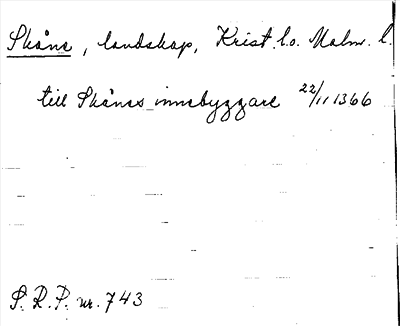 Skåne, landskap, Krist. l. o. Malm. l.
till Skånes innebyggare 22/11 1366
S. R. P. nr. 743